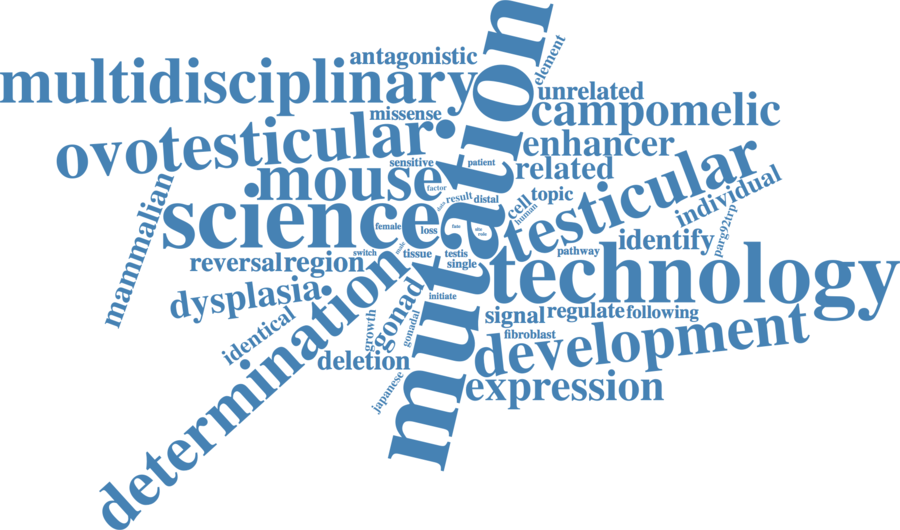 mutation
element
antagonistic
multidisciplinary
unrelated
campomelic
missense
ovotesticular
enhancer
sensitive
patient
related
mouse
factor
testicular
individual
mammalian
science
data
result
distal
cell
human
topic
female
loss
fate
parg92trp
identify
pathway
male
switch
tissue
testis
single
reversal
region
technology
dysplasia
determination
gonad
initiate
signal
regulate
following
identical
growth
gonadal
fibroblast
development
deletion
japanese
expression